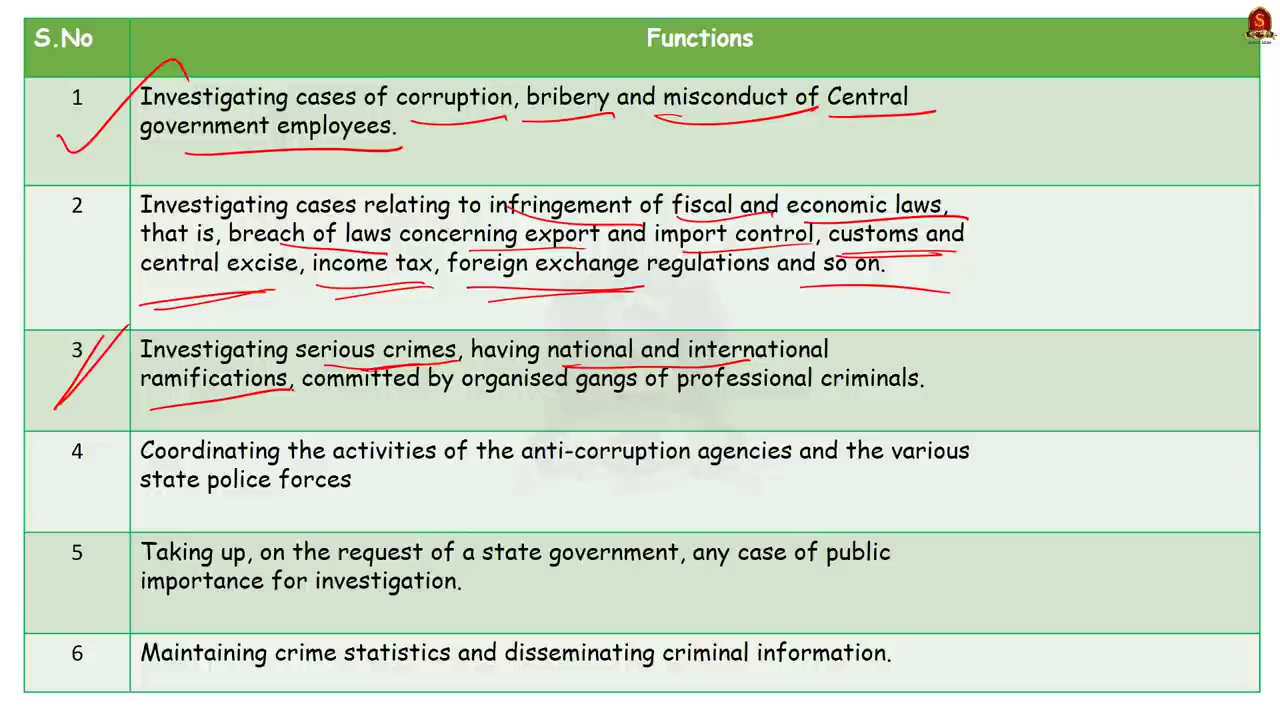 S.No
Functions
1
Investigating cases of corruption, bribery and misconduct of Central
government employees.
2
Investigating cases relating to infringement of fiscal and economic laws,
that is, breach of laws concerning export and import control, customs and
central excise, income tax, foreign exchange regulations and so on.
3
Investigating serious crimes, having national and international
ramifications, committed by organised gangs of professional criminals.
4
Coordinating the activities of the anti-corruption agencies and the various
state police forces
5
Taking up, on the request of a state government, any case of public
importance for investigation.
6
Maintaining crime statistics and disseminating criminal information.